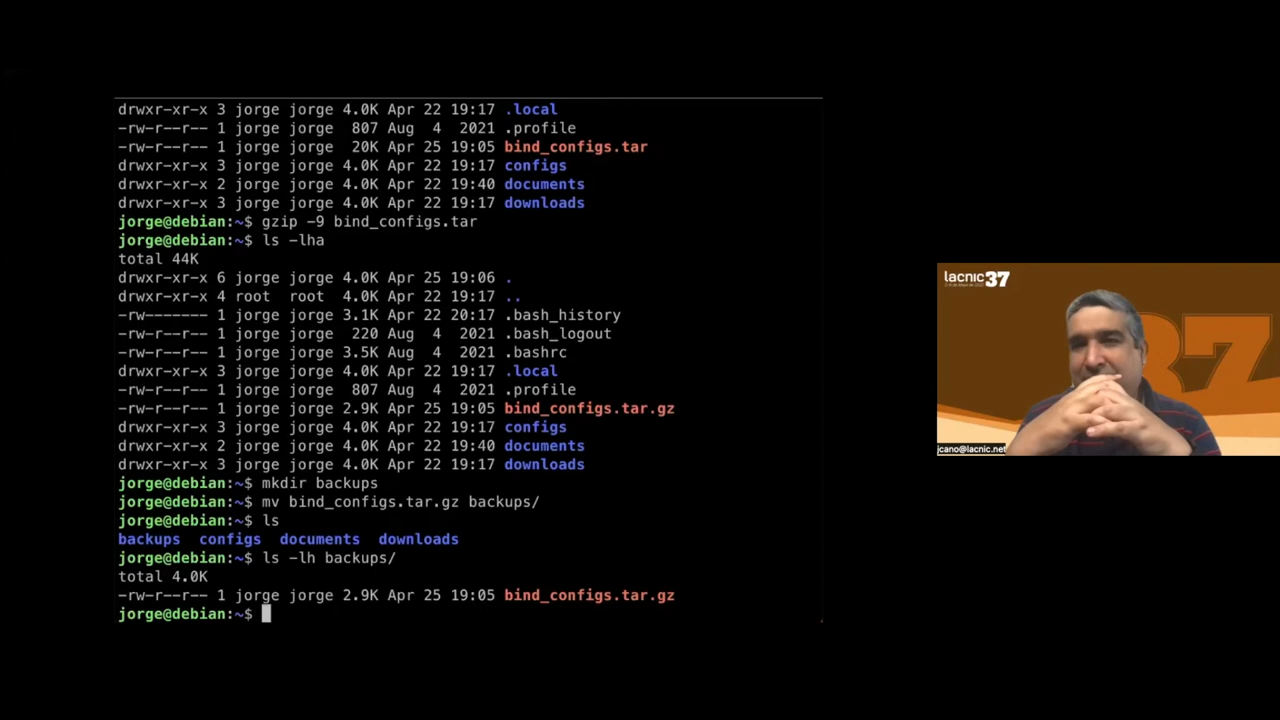 drwxr-xr-x 3 jorge jorge 4.0K Apr 22 19:17 .local
-rw-r--r-- 1 jorge jorge  807 Aug  4  2021 .profile
-rw-r--r-- 1 jorge jorge  20K Apr 25 19:05 bind_configs.tar
drwxr-xr-x 3 jorge jorge 4.0K Apr 22 19:17 configs
drwxr-xr-x 2 jorge jorge 4.0K Apr 22 19:40 documents
drwxr-xr-x 3 jorge jorge 4.0K Apr 22 19:17 downloads
jorge@debian:~$ gzip -9 bind_configs.tar
jorge@debian:~$ ls -lha
total 44K
drwxr-xr-x 6 jorge jorge 4.0K Apr 25 19:06 .
drwxr-xr-x 4 root  root  4.0K Apr 22 19:17 ..
-rw------- 1 jorge jorge 3.1K Apr 22 20:17 .bash_history
-rw-r--r-- 1 jorge jorge  220 Aug  4  2021 .bash_logout
-rw-r--r-- 1 jorge jorge 3.5K Aug  4  2021 .bashrc
drwxr-xr-x 3 jorge jorge 4.0K Apr 22 19:17 .local
-rw-r--r-- 1 jorge jorge  807 Aug  4  2021 .profile
-rw-r--r-- 1 jorge jorge 2.9K Apr 25 19:05 bind_configs.tar.gz
drwxr-xr-x 3 jorge jorge 4.0K Apr 22 19:17 configs
drwxr-xr-x 2 jorge jorge 4.0K Apr 22 19:40 documents
drwxr-xr-x 3 jorge jorge 4.0K Apr 22 19:17 downloads
jorge@debian:~$ mkdir backups
jorge@debian:~$ mv bind_configs.tar.gz backups/
jorge@debian:~$ ls
backups  configs  documents  downloads
jorge@debian:~$ ls -lh backups/
total 4.0K
-rw-r--r-- 1 jorge jorge 2.9K Apr 25 19:05 bind_configs.tar.gz
jorge@debian:~$
lacnic 37
37
jcano@lacnic.net